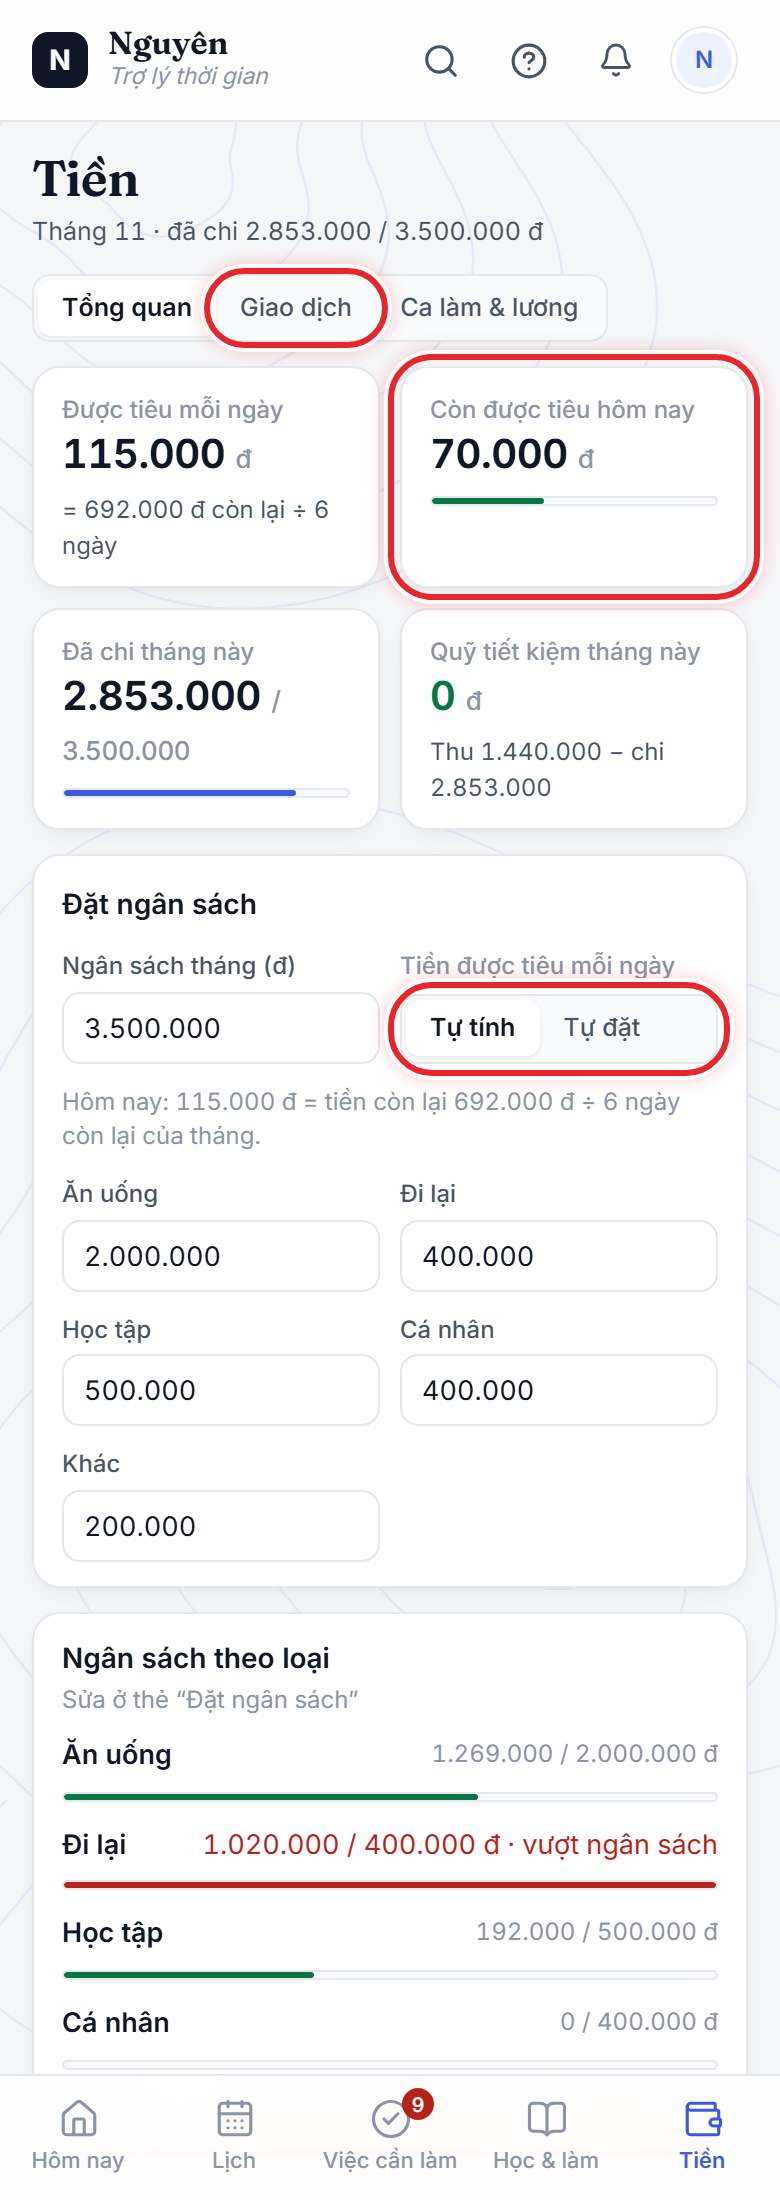 N
Nguyên
Trợ lý thời gian
N
Tiền
Tháng 11 · đã chi 2.853.000 / 3.500.000 đ
Tổng quan
Giao dịch
Ca làm & lương
Được tiêu mỗi ngày
115.000 đ
= 692.000 đ còn lại ÷ 6
ngày
Còn được tiêu hôm nay
70.000 đ
Đã chi tháng này
2.853.000 /
3.500.000
Quỹ tiết kiệm tháng này
0 đ
Thu 1.440.000 – chi
2.853.000
Đặt ngân sách
Ngân sách tháng (đ)
3.500.000
Tiền được tiêu mỗi ngày
Tự tính
Tự đặt
Hôm nay: 115.000 đ = tiền còn lại 692.000 đ ÷ 6 ngày
còn lại của tháng.
Ăn uống
2.000.000
Đi lại
400.000
Học tập
500.000
Cá nhân
400.000
Khác
200.000
Ngân sách theo loại
Sửa ở thẻ “Đặt ngân sách”
Ăn uống
1.269.000 / 2.000.000 đ
Đi lại
1.020.000 / 400.000 đ · vượt ngân sách
Học tập
192.000 / 500.000 đ
Cá nhân
0 / 400.000 đ
9
Hôm nay
Lịch
Việc cần làm
Học & làm
Tiền